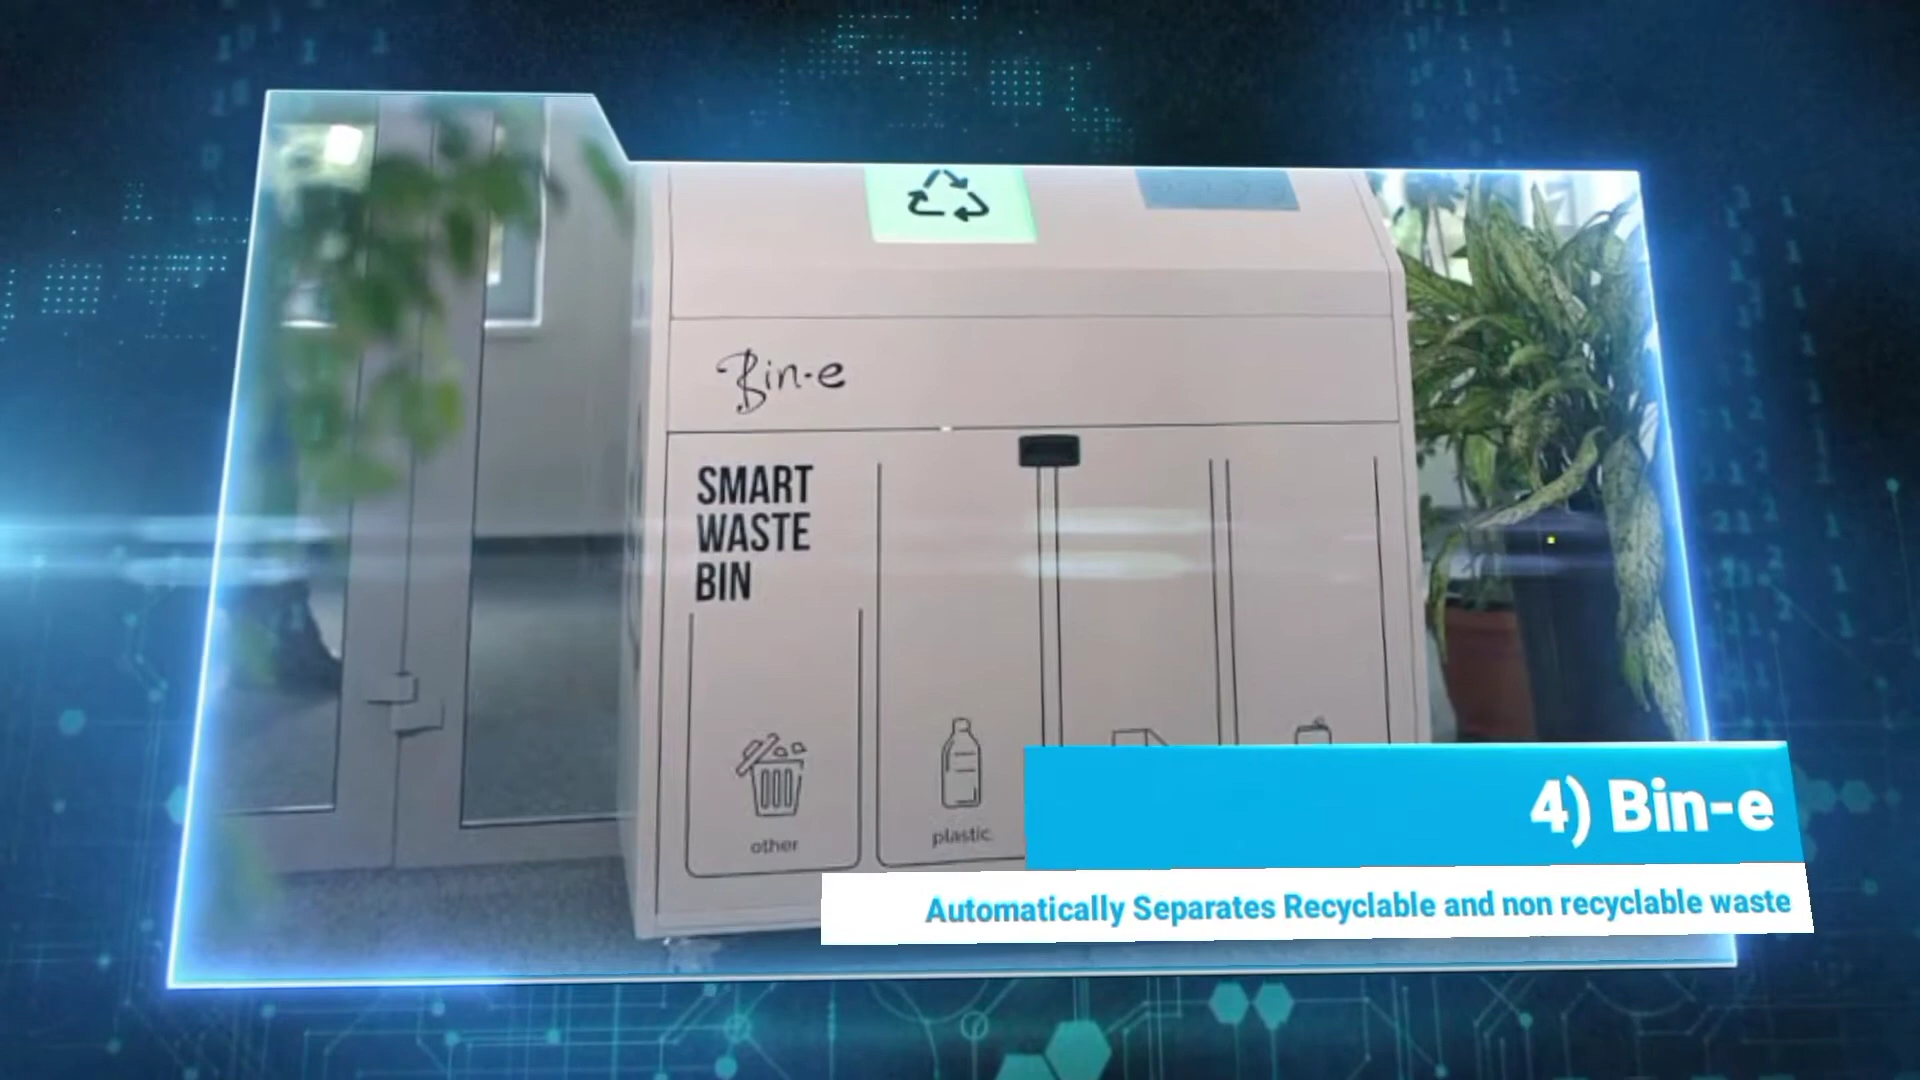 Bin-e
SMART
WASTE
BIN
other
plastic
4) Bin-e
Automatically Separates Recyclable and non recyclable waste